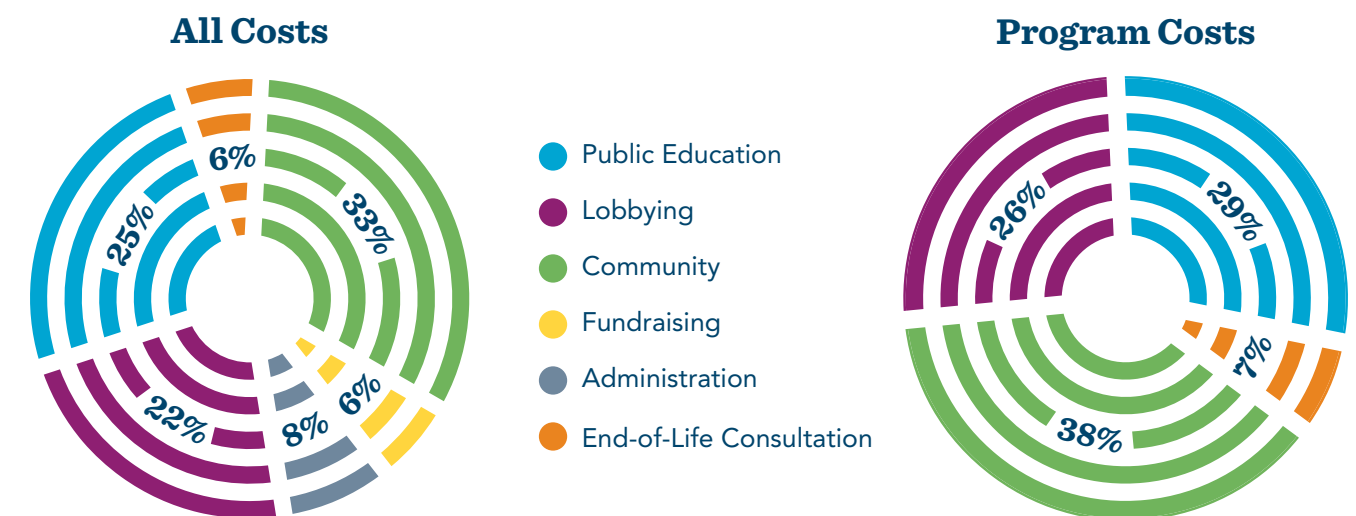 All Costs
6%
33%
25%
22%
8%
6%
Public Education
Lobbying
Community
Fundraising
Administration
End-of-Life Consultation
Program Costs
26%
29%
7%
38%